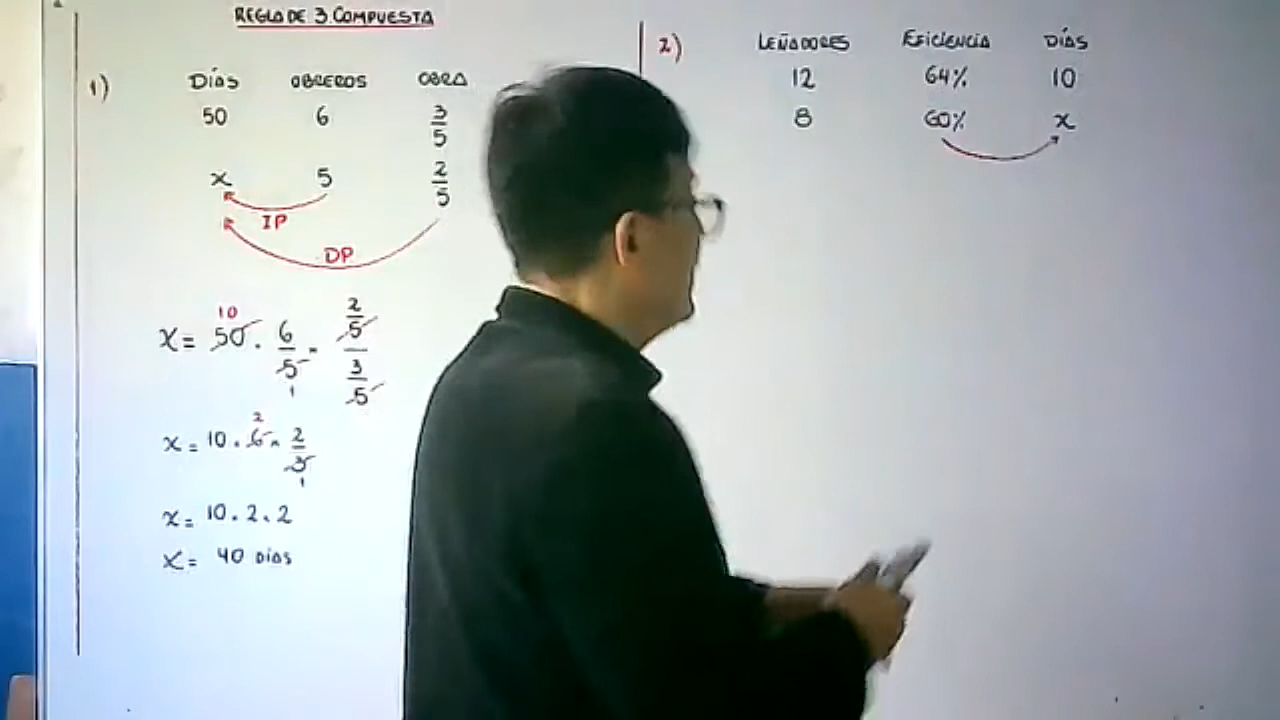 REGLA DE 3 COMPUESTA
1)
DÍAS OBREROS OBRA
50 6 3/5
x 5 2/5
IP
DP
10
x = 50 . 6/5 . 2/5 / 3/5
1
2
x = 10 . 6 . 2/3
1
x = 10 . 2 . 2
x = 40 DÍAS
2)
LEÑADORES EFICIENCIA DÍAS
12 64% 10
8 60% x